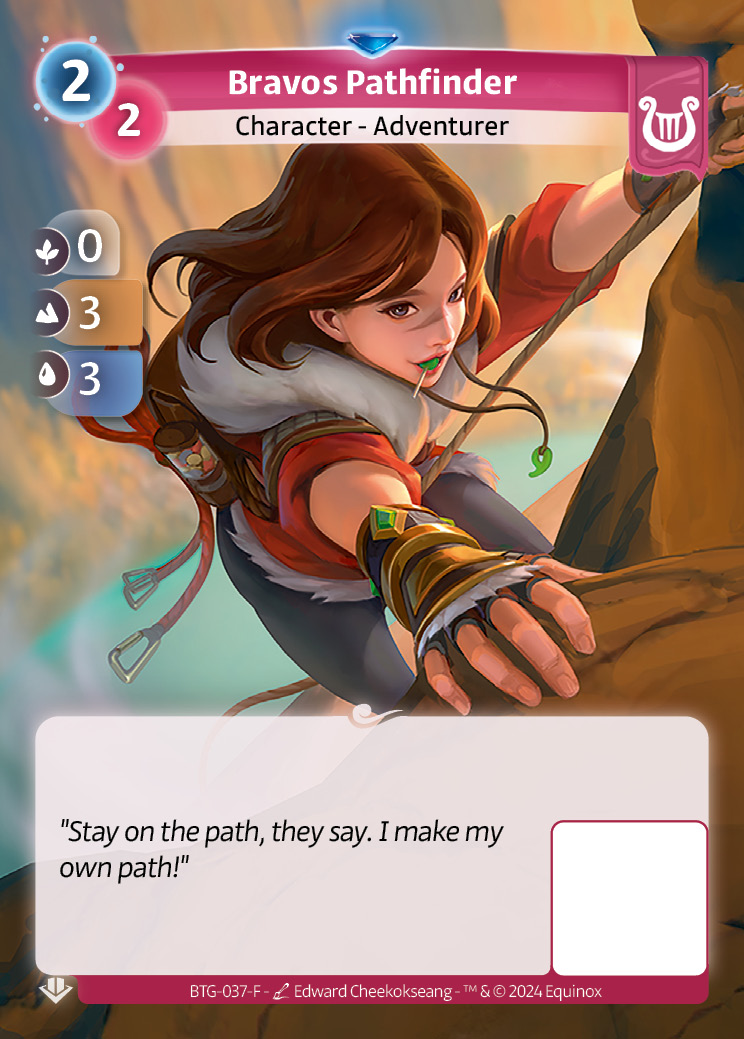 2
Bravos Pathfinder
2
Character - Adventurer
0
3
3
"Stay on the path, they say. I make my
own path!"
BTG-037-F - Edward Cheekokseang - ™ & © 2024 Equinox